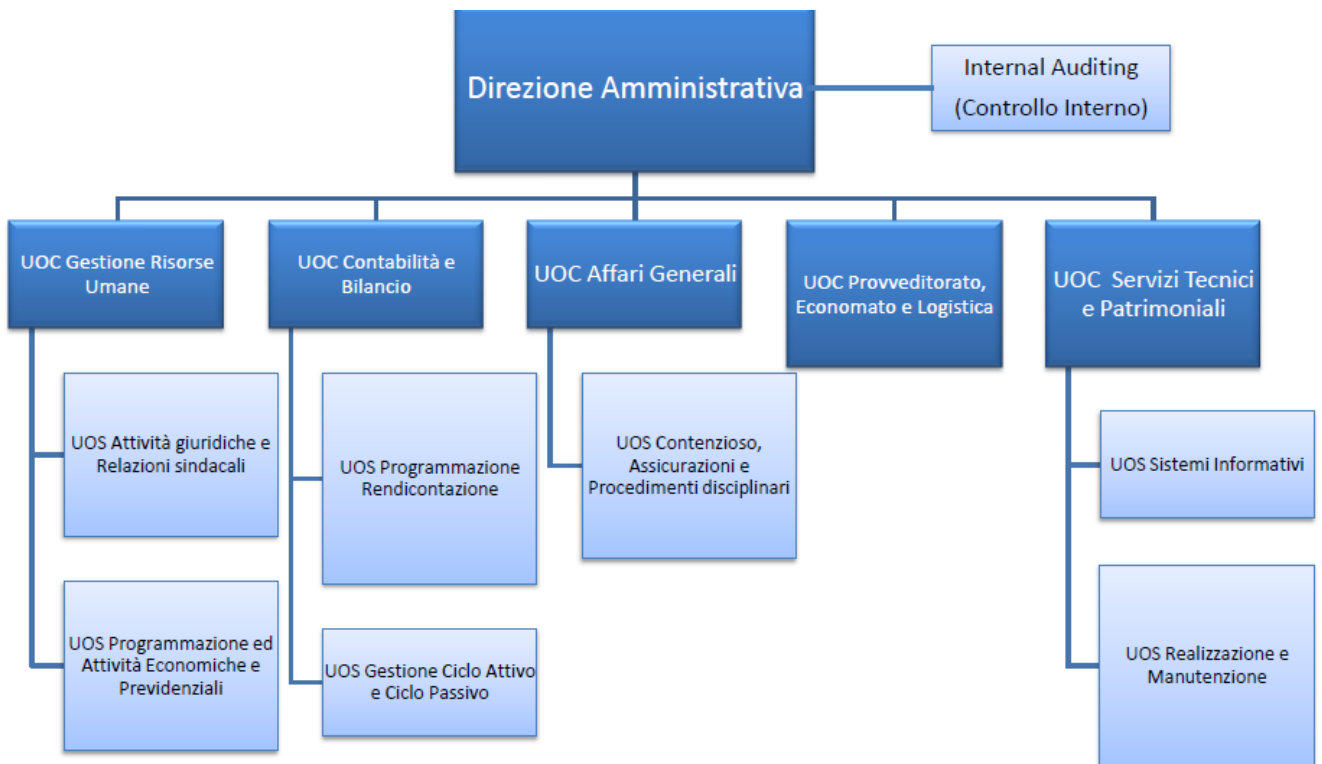 Direzione Amministrativa
Internal Auditing
(Controllo Interno)
UOC Gestione Risorse
Umane
UOC Contabilità e
Bilancio
UOC Affari Generali
UOC Provveditorato,
Economato e Logistica
UOC Servizi Tecnici
e Patrimoniali
UOS Attività giuridiche e
Relazioni sindacali
UOS Programmazione
Rendicontazione
UOS Contenzioso,
Assicurazioni e
Procedimenti disciplinari
UOS Sistemi Informativi
UOS Programmazione ed
Attività Economiche e
Previdenziali
UOS Gestione Ciclo Attivo
e Ciclo Passivo
UOS Realizzazione e
Manutenzione